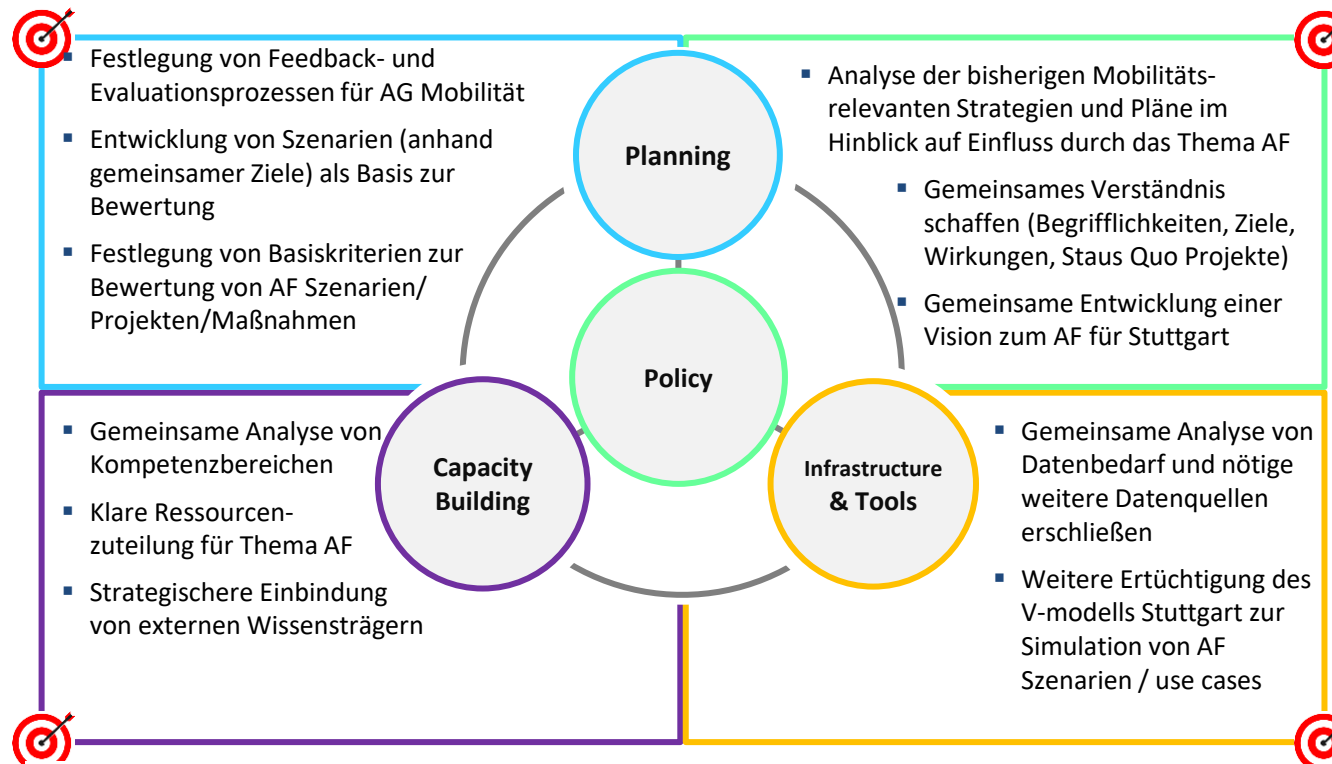 ▪ Festlegung von Feedback- und
Evaluationsprozessen für AG Mobilität
▪ Entwicklung von Szenarien (anhand
gemeinsamer Ziele) als Basis zur
Bewertung
▪ Festlegung von Basiskriterien zur
Bewertung von AF Szenarien/
Projekten/Maßnahmen
Planning
▪ Analyse der bisherigen Mobilitäts-
relevanten Strategien und Pläne im
Hinblick auf Einfluss durch das Thema AF
▪ Gemeinsames Verständnis
schaffen (Begrifflichkeiten, Ziele,
Wirkungen, Staus Quo Projekte)
▪ Gemeinsame Entwicklung einer
Vision zum AF für Stuttgart
Policy
▪ Gemeinsame Analyse von
Kompetenzbereichen
▪ Klare Ressourcen-
zuteilung für Thema AF
▪ Strategischere Einbindung
von externen Wissensträgern
Capacity
Building
Infrastructure
& Tools
▪ Gemeinsame Analyse von
Datenbedarf und nötige
weitere Datenquellen
erschließen
▪ Weitere Ertüchtigung des
V-modells Stuttgart zur
Simulation von AF
Szenarien / use cases